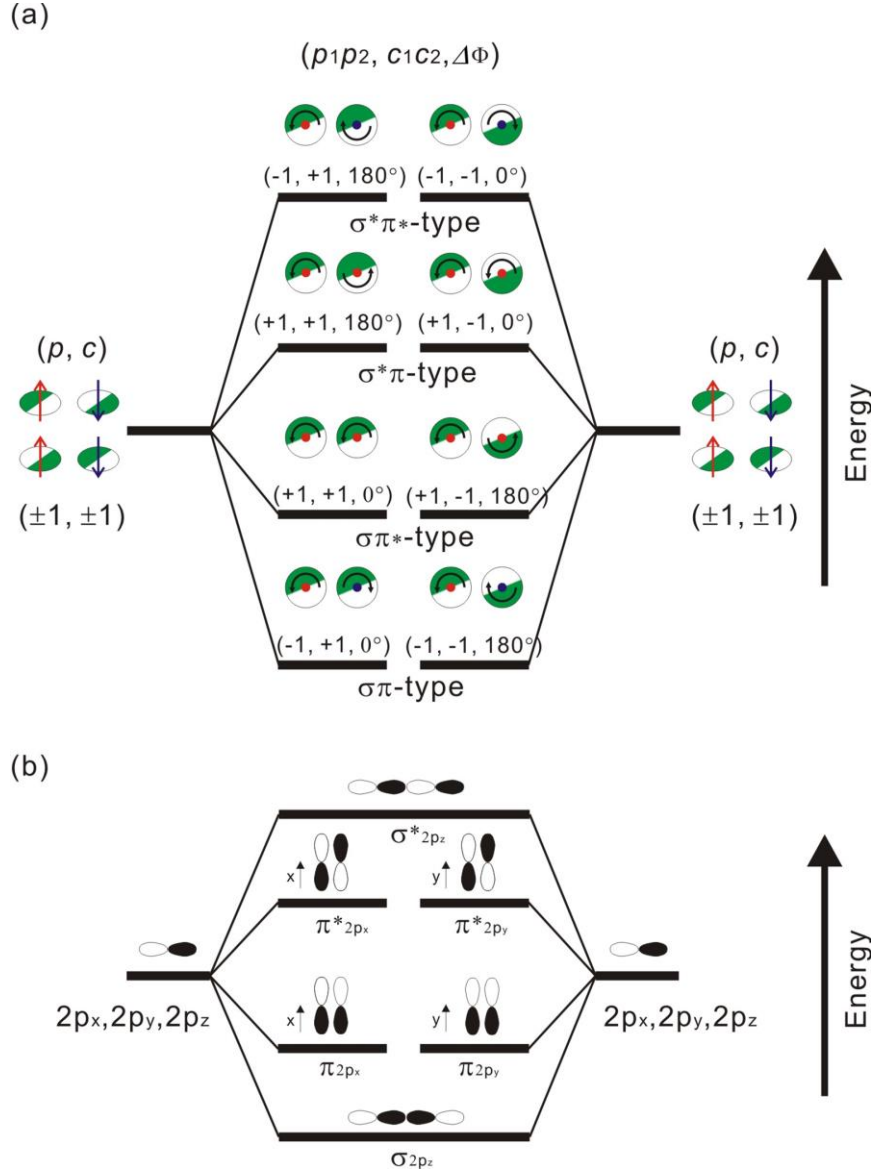 (a)
(p1p2, c1c2, ΔΦ)
(-1, +1, 180°) (-1, -1, 0°)
σ*π*-type
(+1, +1, 180°) (+1, -1, 0°)
σ*π-type
(p, c)
(±1, ±1)
(p, c)
(±1, ±1)
(+1, +1, 0°) (+1, -1, 180°)
σπ*-type
(-1, +1, 0°) (-1, -1, 180°)
σπ-type
Energy
(b)
σ*2pz
x
y
π*2px
π*2py
2px,2py,2pz
2px,2py,2pz
x
y
π2px
π2py
σ2pz
Energy